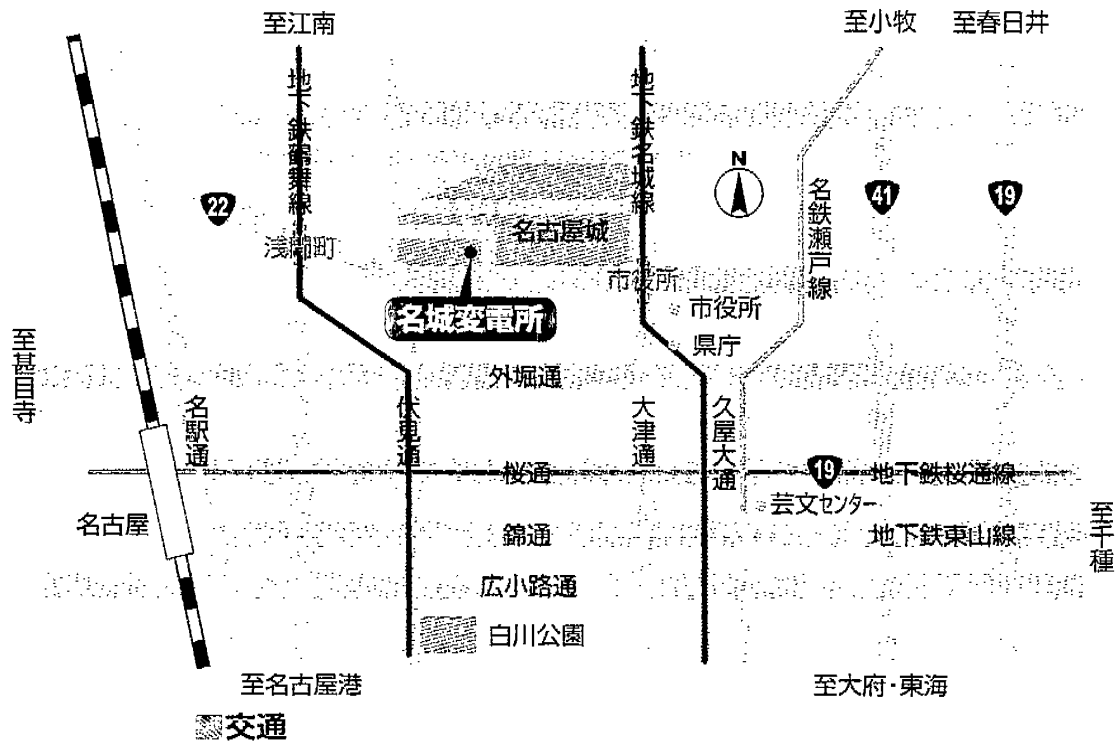 至江南
至小牧
至春日井
地下鉄鶴舞線
地下鉄名城線
N
22
名鉄瀬戸線
41
19
浅間町
名古屋城
市役所
名城変電所
市役所
県庁
至甚目寺
外堀通
名駅通
伏見通
大津通
久屋大通
桜通
19
地下鉄桜通線
芸文センター
名古屋
錦通
地下鉄東山線
至千種
広小路通
白川公園
至名古屋港
至大府・東海
交通